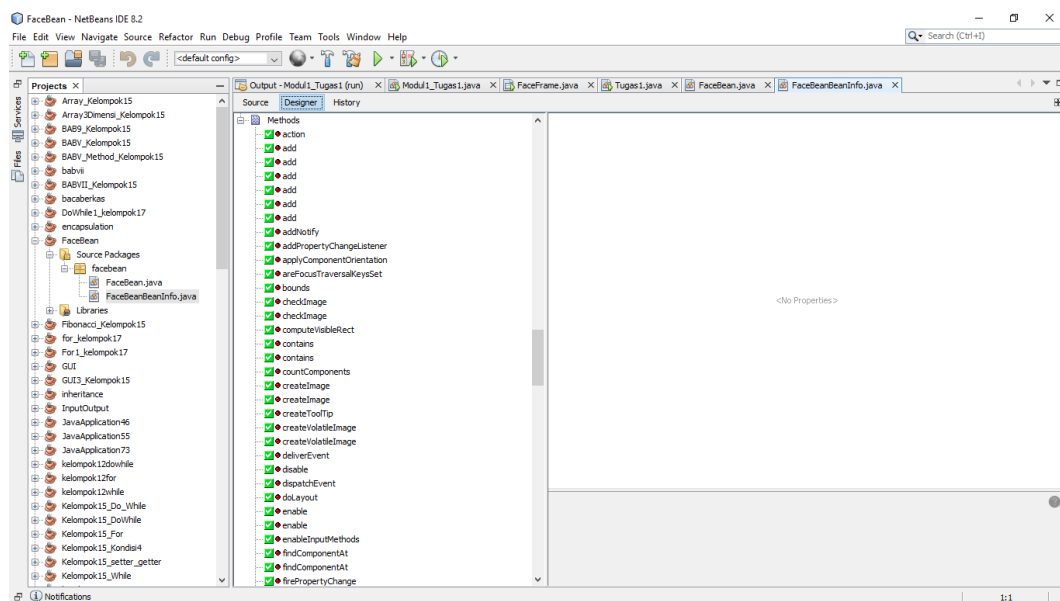 FaceBean - NetBeans IDE 8.2
File Edit View Navigate Source Refactor Run Debug Profile Team Tools Window Help
Search (Ctrl+I)
<default config>
Projects
Output - Modul1_Tugas1 (run)
Modul1_Tugas1.java
FaceFrame.java
Tugas1.java
FaceBean.java
FaceBeanBeanInfo.java
Services
Files
Array_Kelompok15
Array3Dimensi_Kelompok15
BAB9_Kelompok15
BABV_Kelompok15
BABV_Method_Kelompok15
babvii
BABVII_Kelompok15
bacaberkas
DoWhile1_kelompok17
encapsulation
FaceBean
Source Packages
facebean
FaceBean.java
FaceBeanBeanInfo.java
Libraries
Fibonacci_Kelompok15
for_kelompok17
For1_kelompok17
GUI
GUI3_Kelompok15
inheritance
InputOutput
JavaApplication46
JavaApplication55
JavaApplication73
kelompok12dowhile
kelompok12for
kelompok12while
Kelompok15_Do_While
Kelompok15_DoWhile
Kelompok15_For
Kelompok15_Kondisi4
Kelompok15_setter_getter
Kelompok15_While
Source Designer History
Methods
action
add
add
add
add
add
add
addNotify
addPropertyChangeListener
applyComponentOrientation
areFocusTraversalKeysSet
bounds
checkImage
checkImage
computeVisibleRect
contains
contains
countComponents
createImage
createImage
createToolTip
createVolatileImage
createVolatileImage
deliverEvent
disable
dispatchEvent
doLayout
enable
enable
enableInputMethods
findComponentAt
findComponentAt
firePropertyChange
<No Properties>
Notifications
1:1